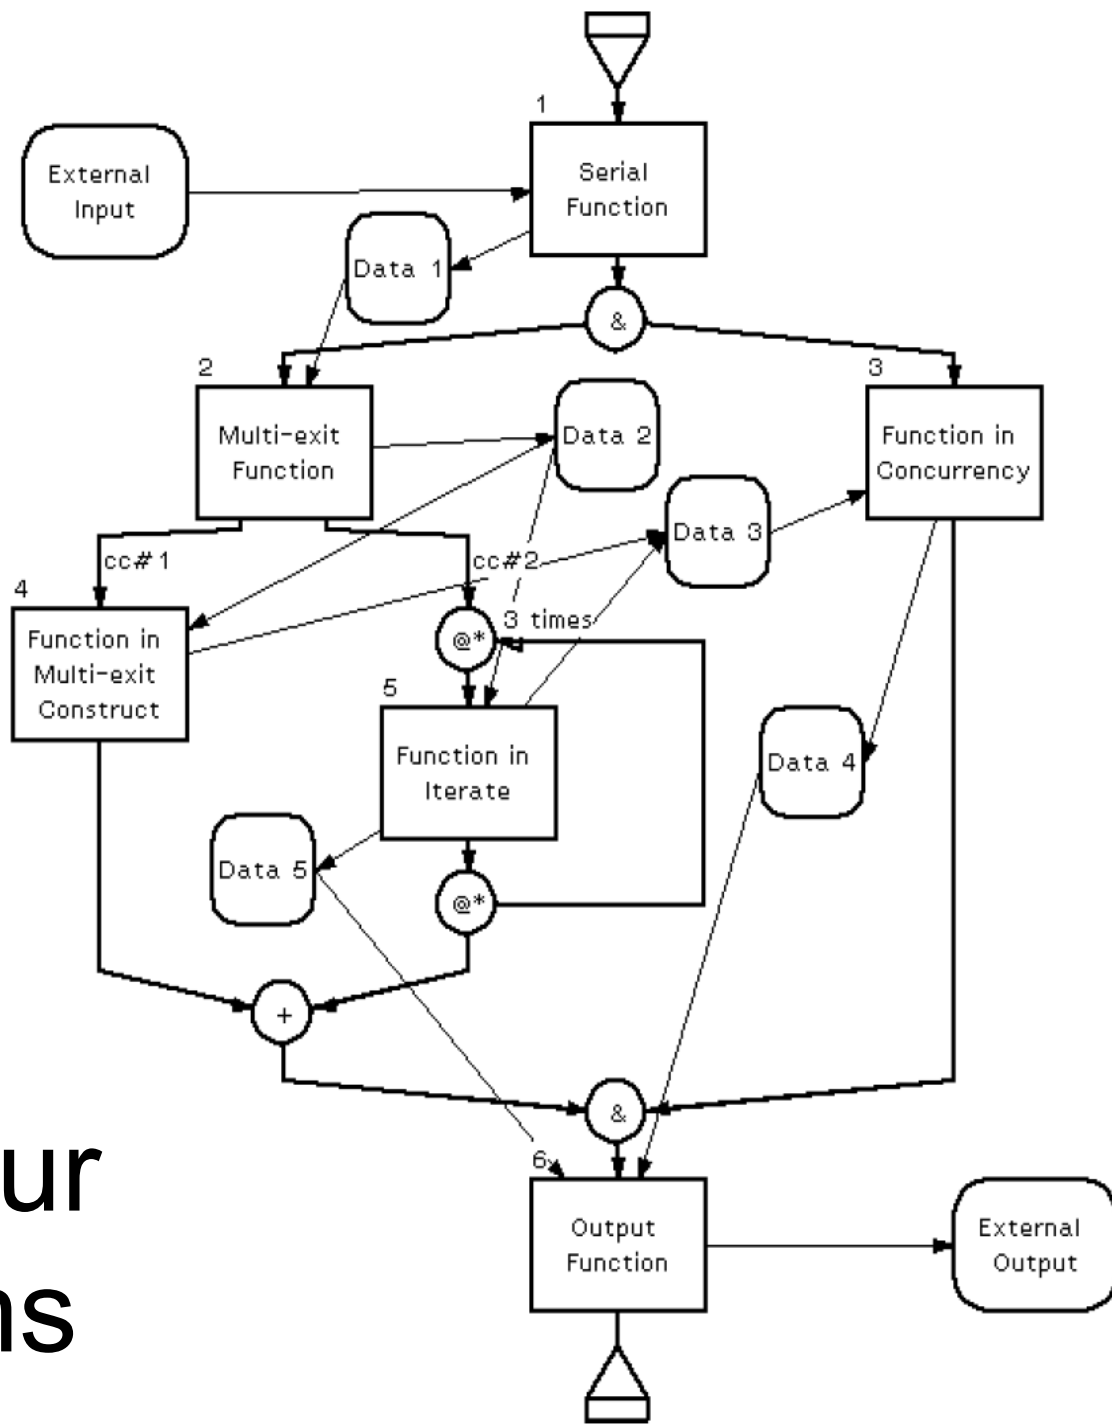 1
External
Input
Serial
Function
Data 1
&
2
3
Multi-exit
Function
Data 2
Function in
Concurrency
Data 3
cc#1
cc#2
4
3 times
Function in
Multi-exit
Construct
@*
5
Function in
Iterate
Data 4
Data 5
@*
+
&
ur
ns
6
Output
Function
External
Output